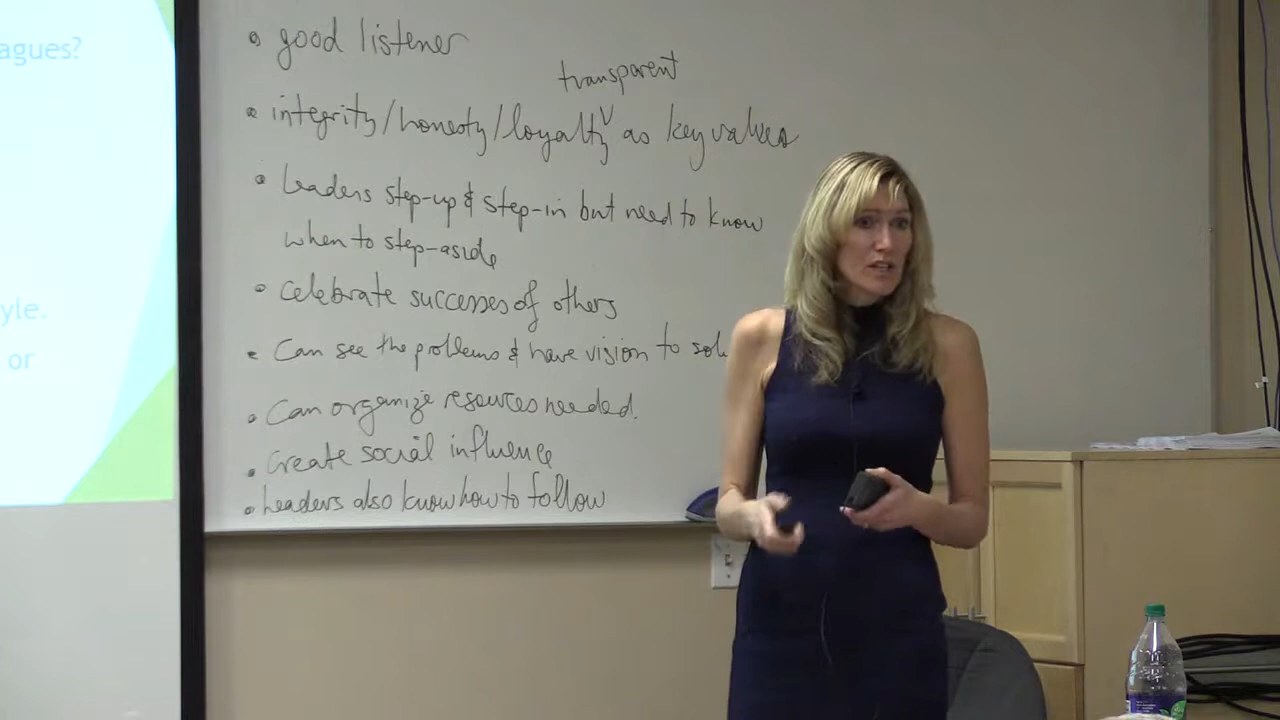 agues?
yle.
or
• good listener
transparent
• integrity/honesty/loyalty v as key values
• Leaders step-up & step-in but need to know
when to step-aside
• Celebrate successes of others
• Can see the problems & have vision to sol
• Can organize resources needed.
• Create social influence
• Leaders also know how to follow